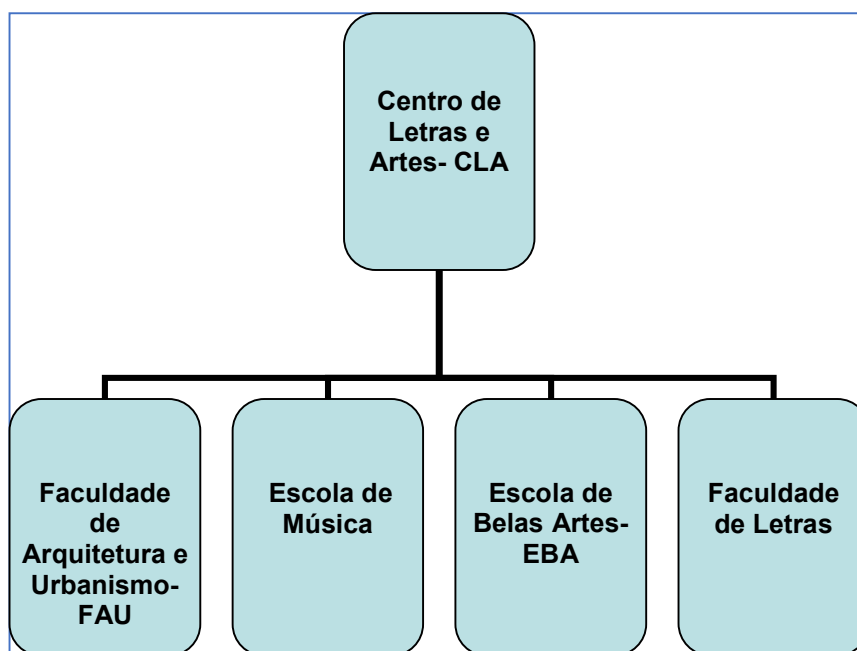 Centro de
Letras e
Artes- CLA
Faculdade
de
Arquitetura e
Urbanismo-
FAU
Escola de
Música
Escola de
Belas Artes-
EBA
Faculdade
de Letras